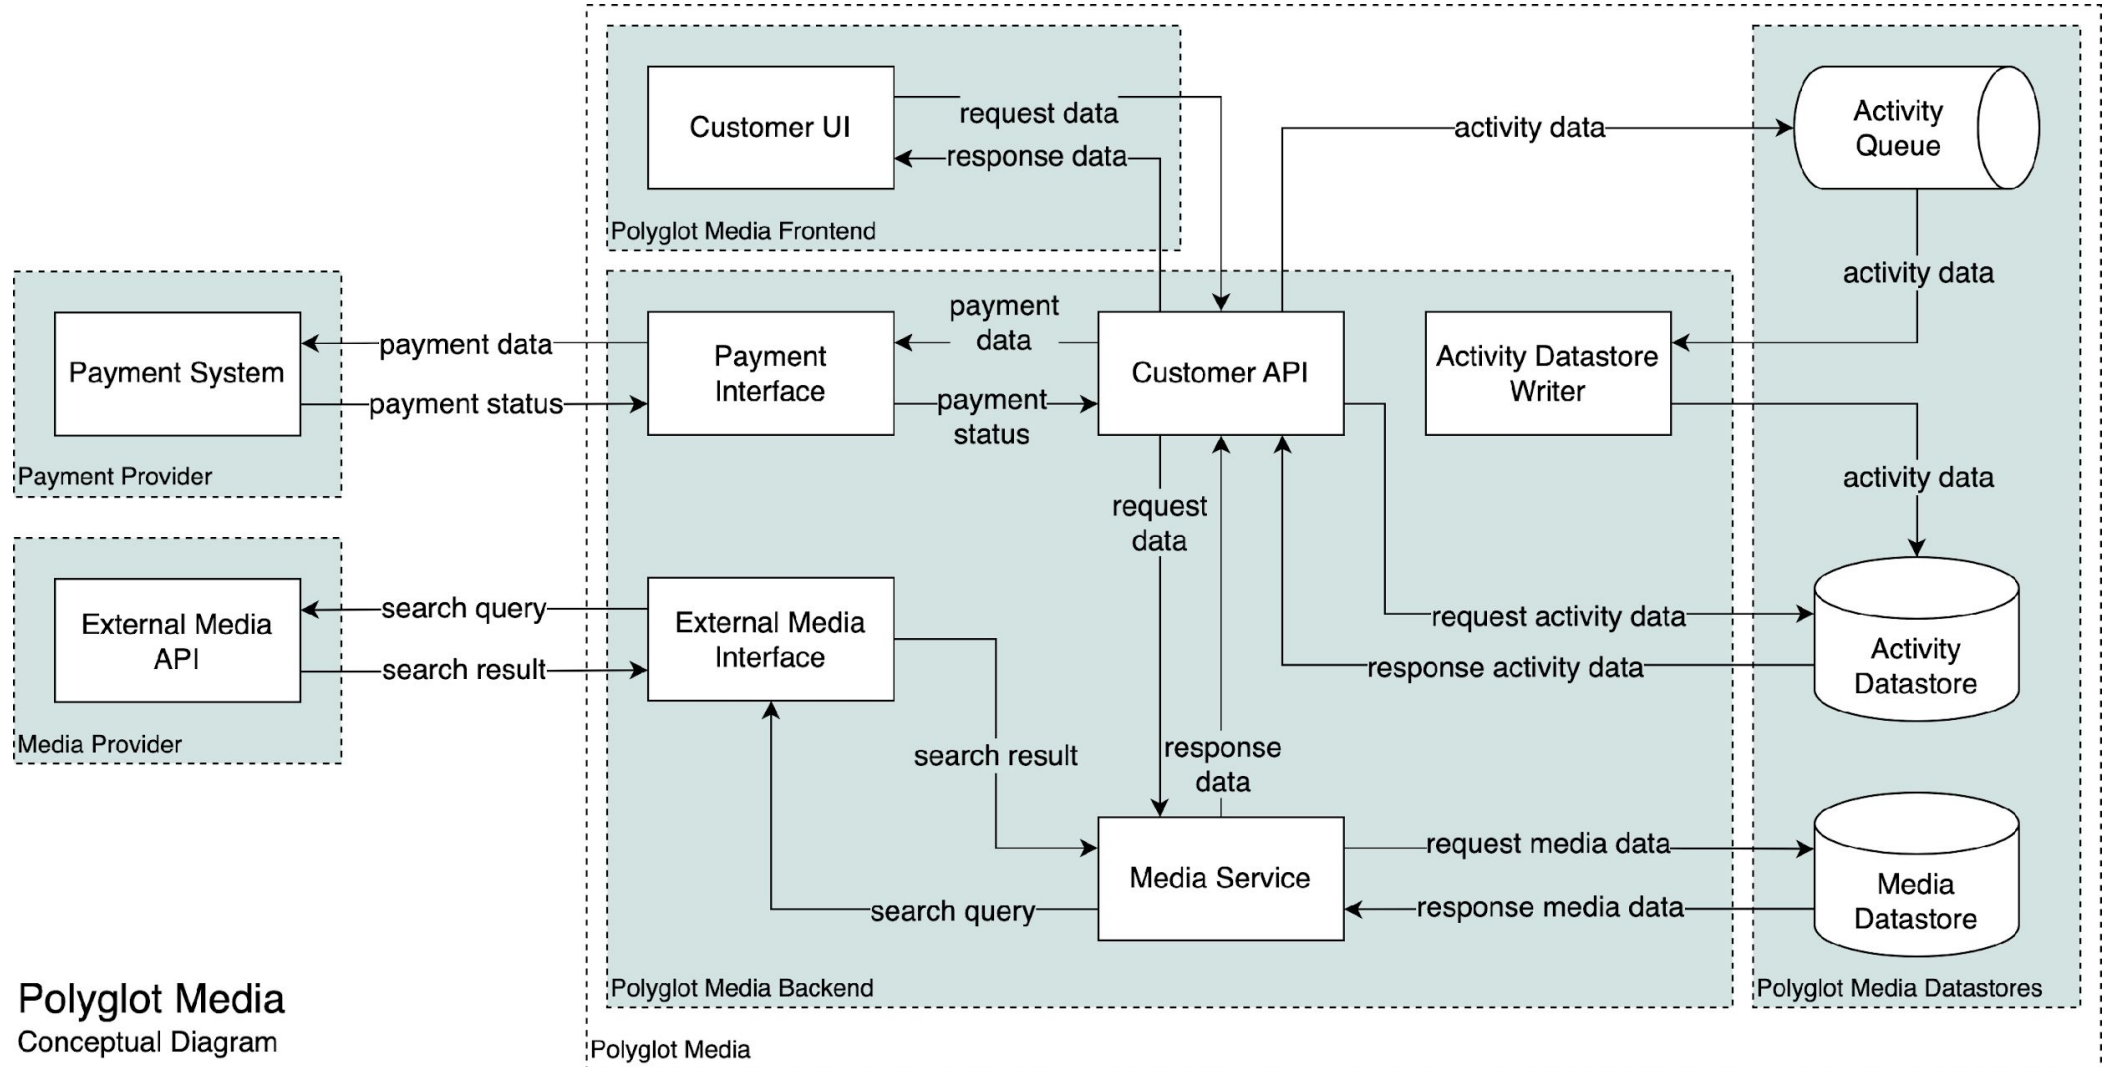 Customer UI
request data
response data
Polyglot Media Frontend
activity data
Activity
Queue
activity data
Payment System
Payment Provider
payment data
payment status
Payment
Interface
payment
data
payment
status
Customer API
Activity Datastore
Writer
activity data
request
data
response
data
External Media
API
Media Provider
search query
search result
External Media
Interface
search result
search query
request activity data
response activity data
Activity
Datastore
Media Service
request media data
response media data
Media
Datastore
Polyglot Media Backend
Polyglot Media Datastores
Polyglot Media
Conceptual Diagram
Polyglot Media